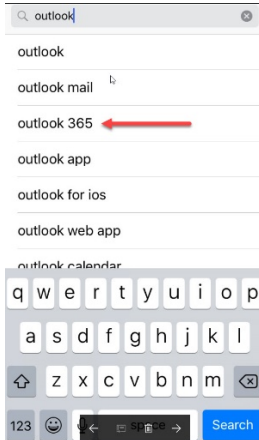 outlook
outlook
outlook mail
outlook 365
outlook app
outlook for ios
outlook web app
outlook calendar
q w e r t y u i o p
a s d f g h j k l
z x c v b n m
123 space Search